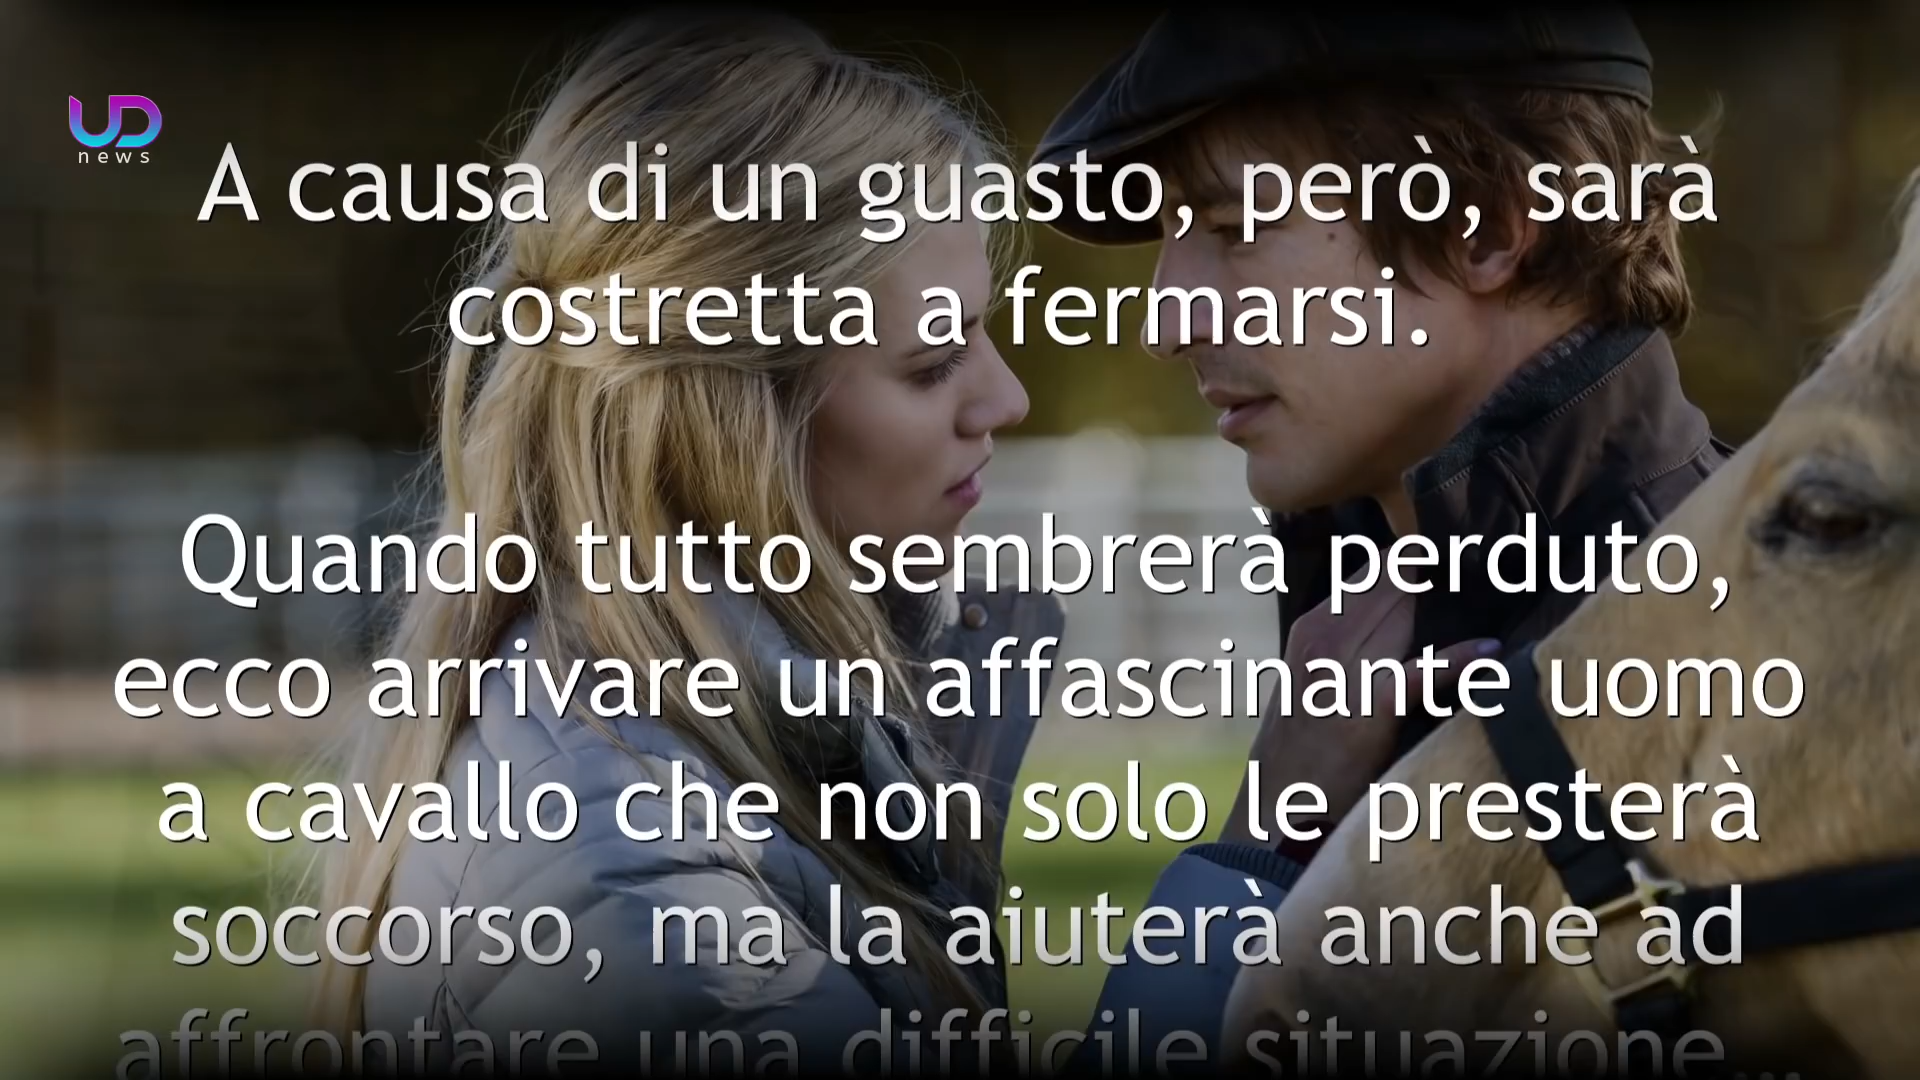 UD
news
A causa di un guasto, però, sarà
costretta a fermarsi.
Quando tutto sembrerà perduto,
ecco arrivare un affascinante uomo
a cavallo che non solo le presterà
soccorso, ma la aiuterà anche ad
affrontare una difficile situazione...